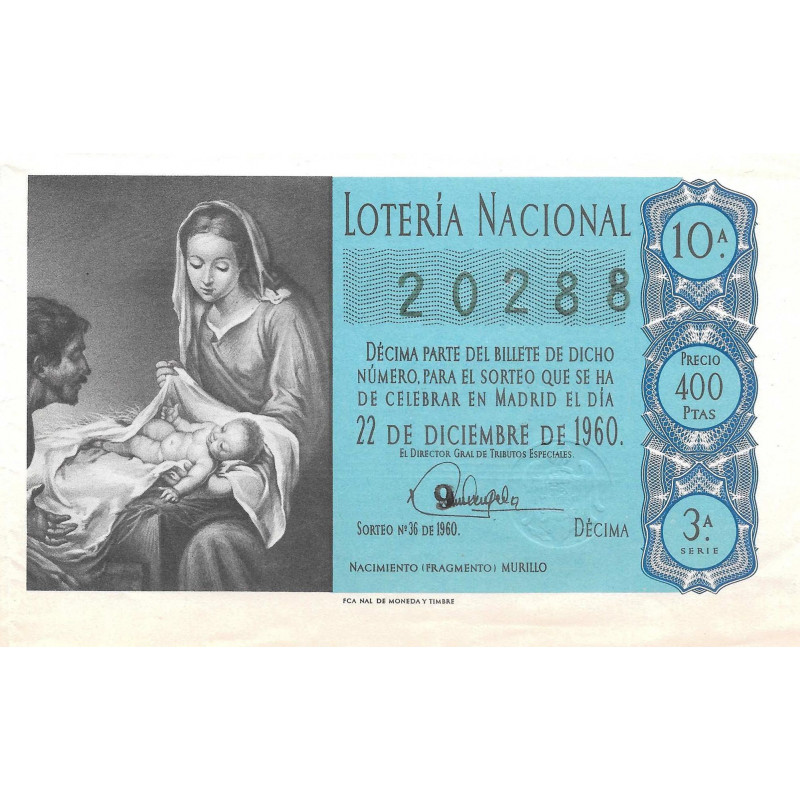 LOTERÍA NACIONAL
20288
DÉCIMA PARTE DEL BILLETE DE DICHO
NÚMERO, PARA EL SORTEO QUE SE HA
DE CELEBRAR EN MADRID EL DÍA
22 DE DICIEMBRE DE 1960.
EL DIRECTOR GRAL DE TRIBUTOS ESPECIALES.
9
SORTEO Nº 36 DE 1960.
DÉCIMA
NACIMIENTO (FRAGMENTO) MURILLO
FCA NAL DE MONEDA Y TIMBRE
10ª.
PRECIO
400
PTAS
3ª.
SERIE